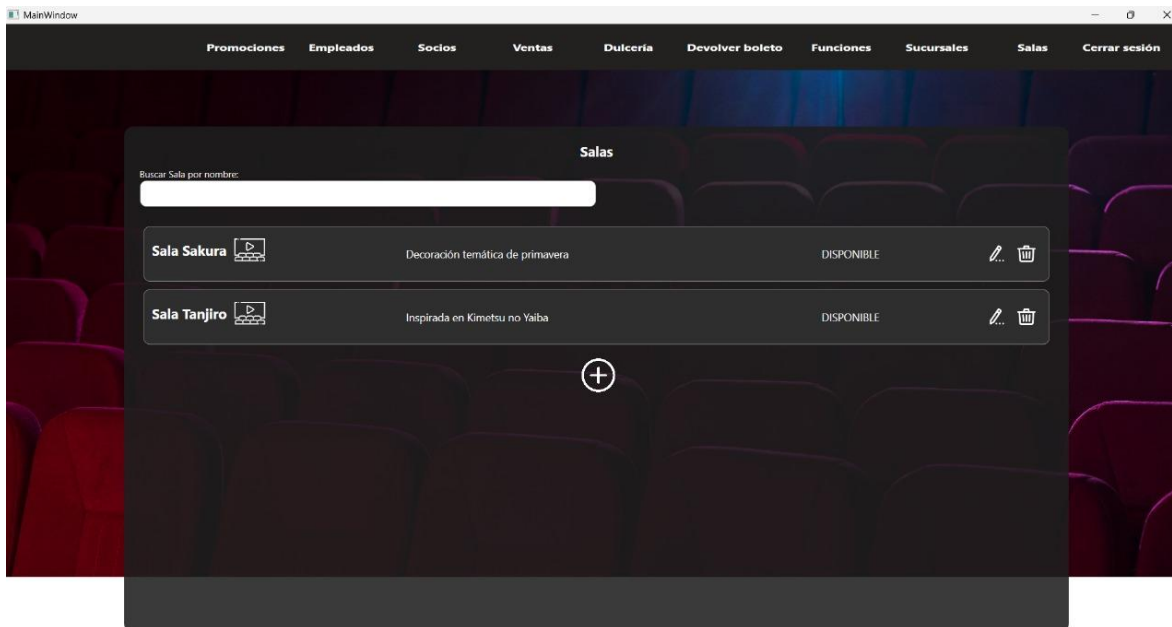 MainWindow
Promociones Empleados Socios Ventas Dulcería Devolver boleto Funciones Sucursales Salas Cerrar sesión
Salas
Buscar Sala por nombre:
Sala Sakura Decoración temática de primavera DISPONIBLE
Sala Tanjiro Inspirada en Kimetsu no Yaiba DISPONIBLE